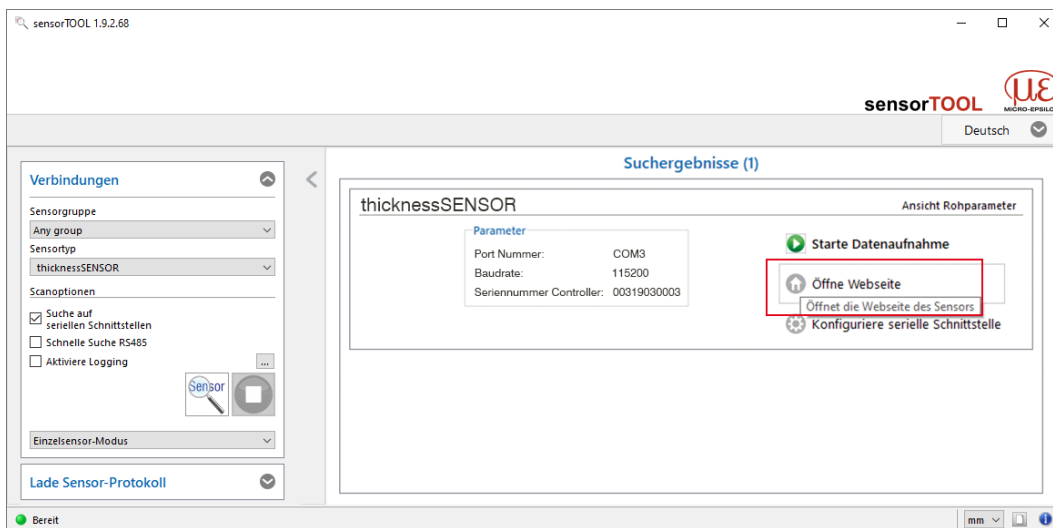 sensorTOOL 1.9.2.68
sensorTOOL
με
MICRO-EPSILO
Deutsch
Verbindungen
Sensorgruppe
Any group
Sensortyp
thicknessSENSOR
Scanoptionen
Suche auf
seriellen Schnittstellen
Schnelle Suche RS485
Aktiviere Logging
...
Sensor
Einzelsensor-Modus
Lade Sensor-Protokoll
Suchergebnisse (1)
thicknessSENSOR
Ansicht Rohparameter
Parameter
Port Nummer: COM3
Baudrate: 115200
Seriennummer Controller: 00319030003
Starte Datenaufnahme
Öffne Webseite
Öffnet die Webseite des Sensors
Konfiguriere serielle Schnittstelle
Bereit
mm